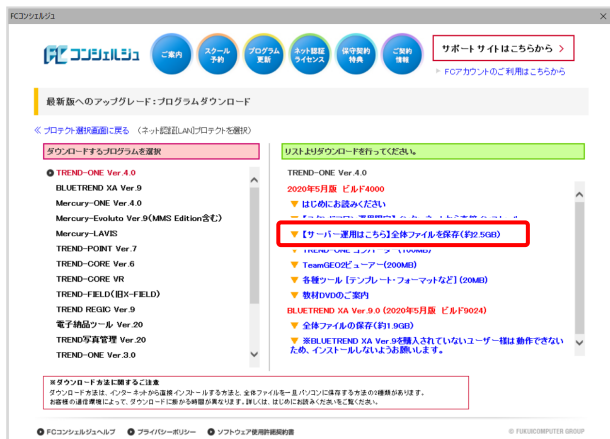 FCコンシェルジュ
FC コンシェルジュ
ご案内
スクール予約
プログラム更新
ネット認証ライセンス
保守契約特典
ご契約情報
サポートサイトはこちらから >
FCアカウントのご利用はこちらから
最新版へのアップグレード：プログラムダウンロード
≪ プロテクト選択画面に戻る (ネット認証LANプロテクトを選択)
ダウンロードするプログラムを選択
TREND-ONE Ver.4.0
BLUETREND XA Ver.9
Mercury-ONE Ver.4.0
Mercury-Evoluto Ver.9(MMS Edition含む)
Mercury-LAVIS
TREND-POINT Ver.7
TREND-CORE Ver.6
TREND-CORE VR
TREND-FIELD(旧X-FIELD)
TREND REGIC Ver.9
電子納品ツール Ver.20
TREND写真管理 Ver.20
TREND-ONE Ver.3.0
リストよりダウンロードを行ってください。
TREND-ONE Ver.4.0
2020年5月版 ビルド4000
▼ はじめにお読みください
▼【サーバー運用はこちら】全体ファイルを保存(約2.5GB)
▼ TREND-ONE コンバーター(100MB)
▼ TeamGEO2ビューアー(200MB)
▼ 各種ツール [テンプレート・フォーマットなど] (20MB)
▼ 教材DVDのご案内
BLUETREND XA Ver.9.0 (2020年5月版 ビルド9024)
▼ 全体ファイルの保存(約1.9GB)
▼ ※BLUETREND XA Ver.9を購入されていないユーザー様は動作できない
ため、インストールしないようお願いします。
※ダウンロード方法に関するご注意
ダウンロード方法は、インターネットから直接インストールする方法と、全体ファイルを一旦パソコンに保存する方法の2種類があります。
お客様の通信環境によって、ダウンロードに掛かる時間が異なります。詳しくは、はじめにお読みくださいをご覧ください。
FCコンシェルジュヘルプ
プライバシーポリシー
ソフトウェア使用許諾契約書
© FUKUICOMPUTER GROUP